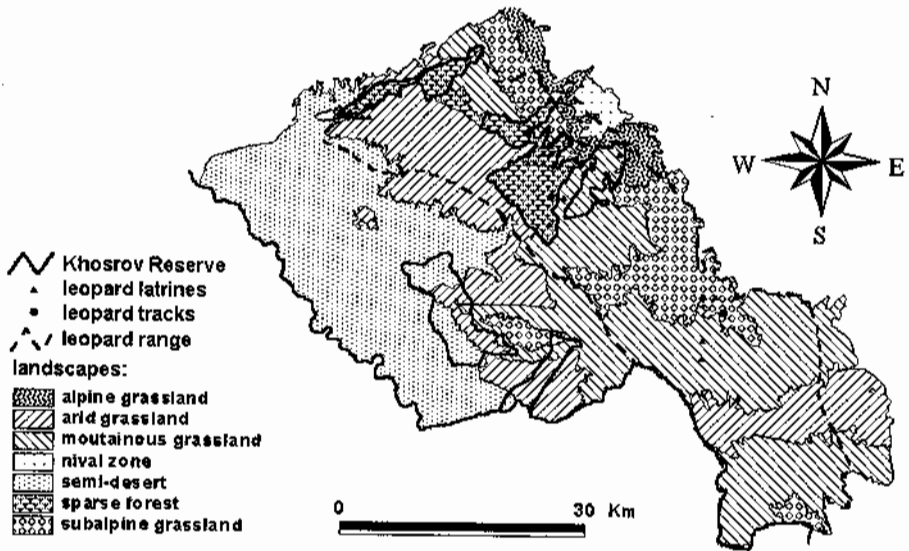 N
W E
S
Khosrov Reserve
leopard latrines
leopard tracks
leopard range
landscapes:
alpine grassland
arid grassland
moutainous grassland
nival zone
semi-desert
sparse forest
subalpine grassland
0 30 Km